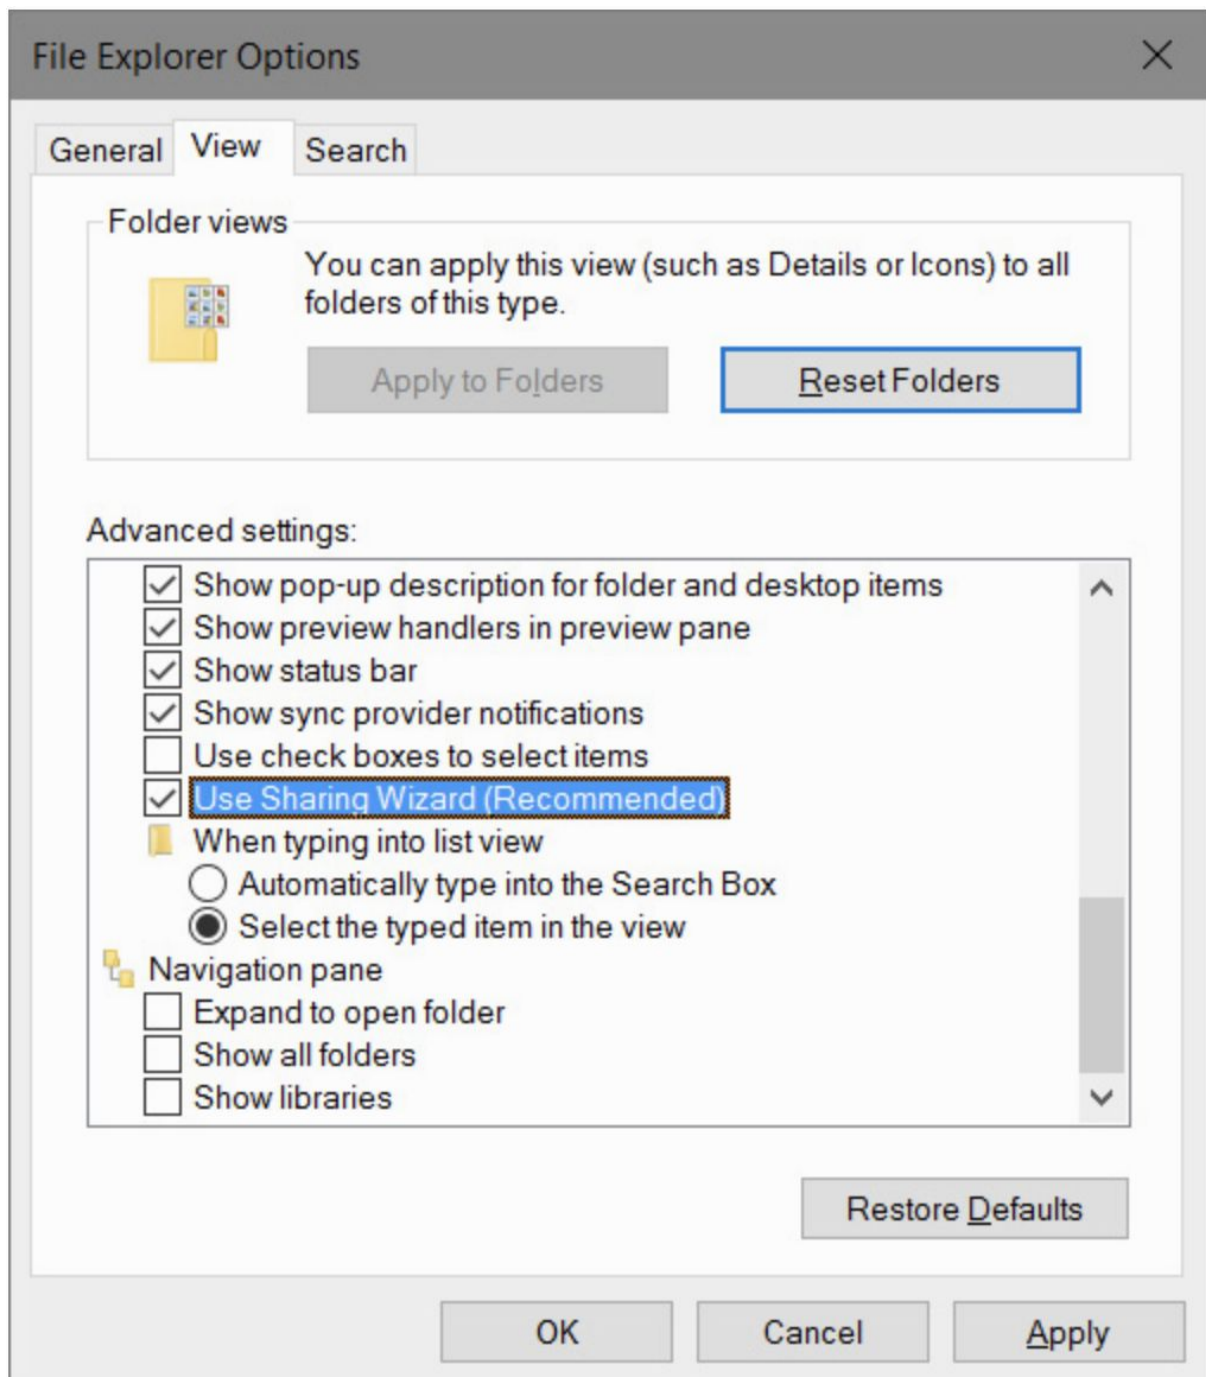 File Explorer Options
General
View
Search
Folder views
You can apply this view (such as Details or Icons) to all
folders of this type.
Apply to Folders
Reset Folders
Advanced settings:
Show pop-up description for folder and desktop items
Show preview handlers in preview pane
Show status bar
Show sync provider notifications
Use check boxes to select items
Use Sharing Wizard (Recommended)
When typing into list view
Automatically type into the Search Box
Select the typed item in the view
Navigation pane
Expand to open folder
Show all folders
Show libraries
Restore Defaults
OK
Cancel
Apply